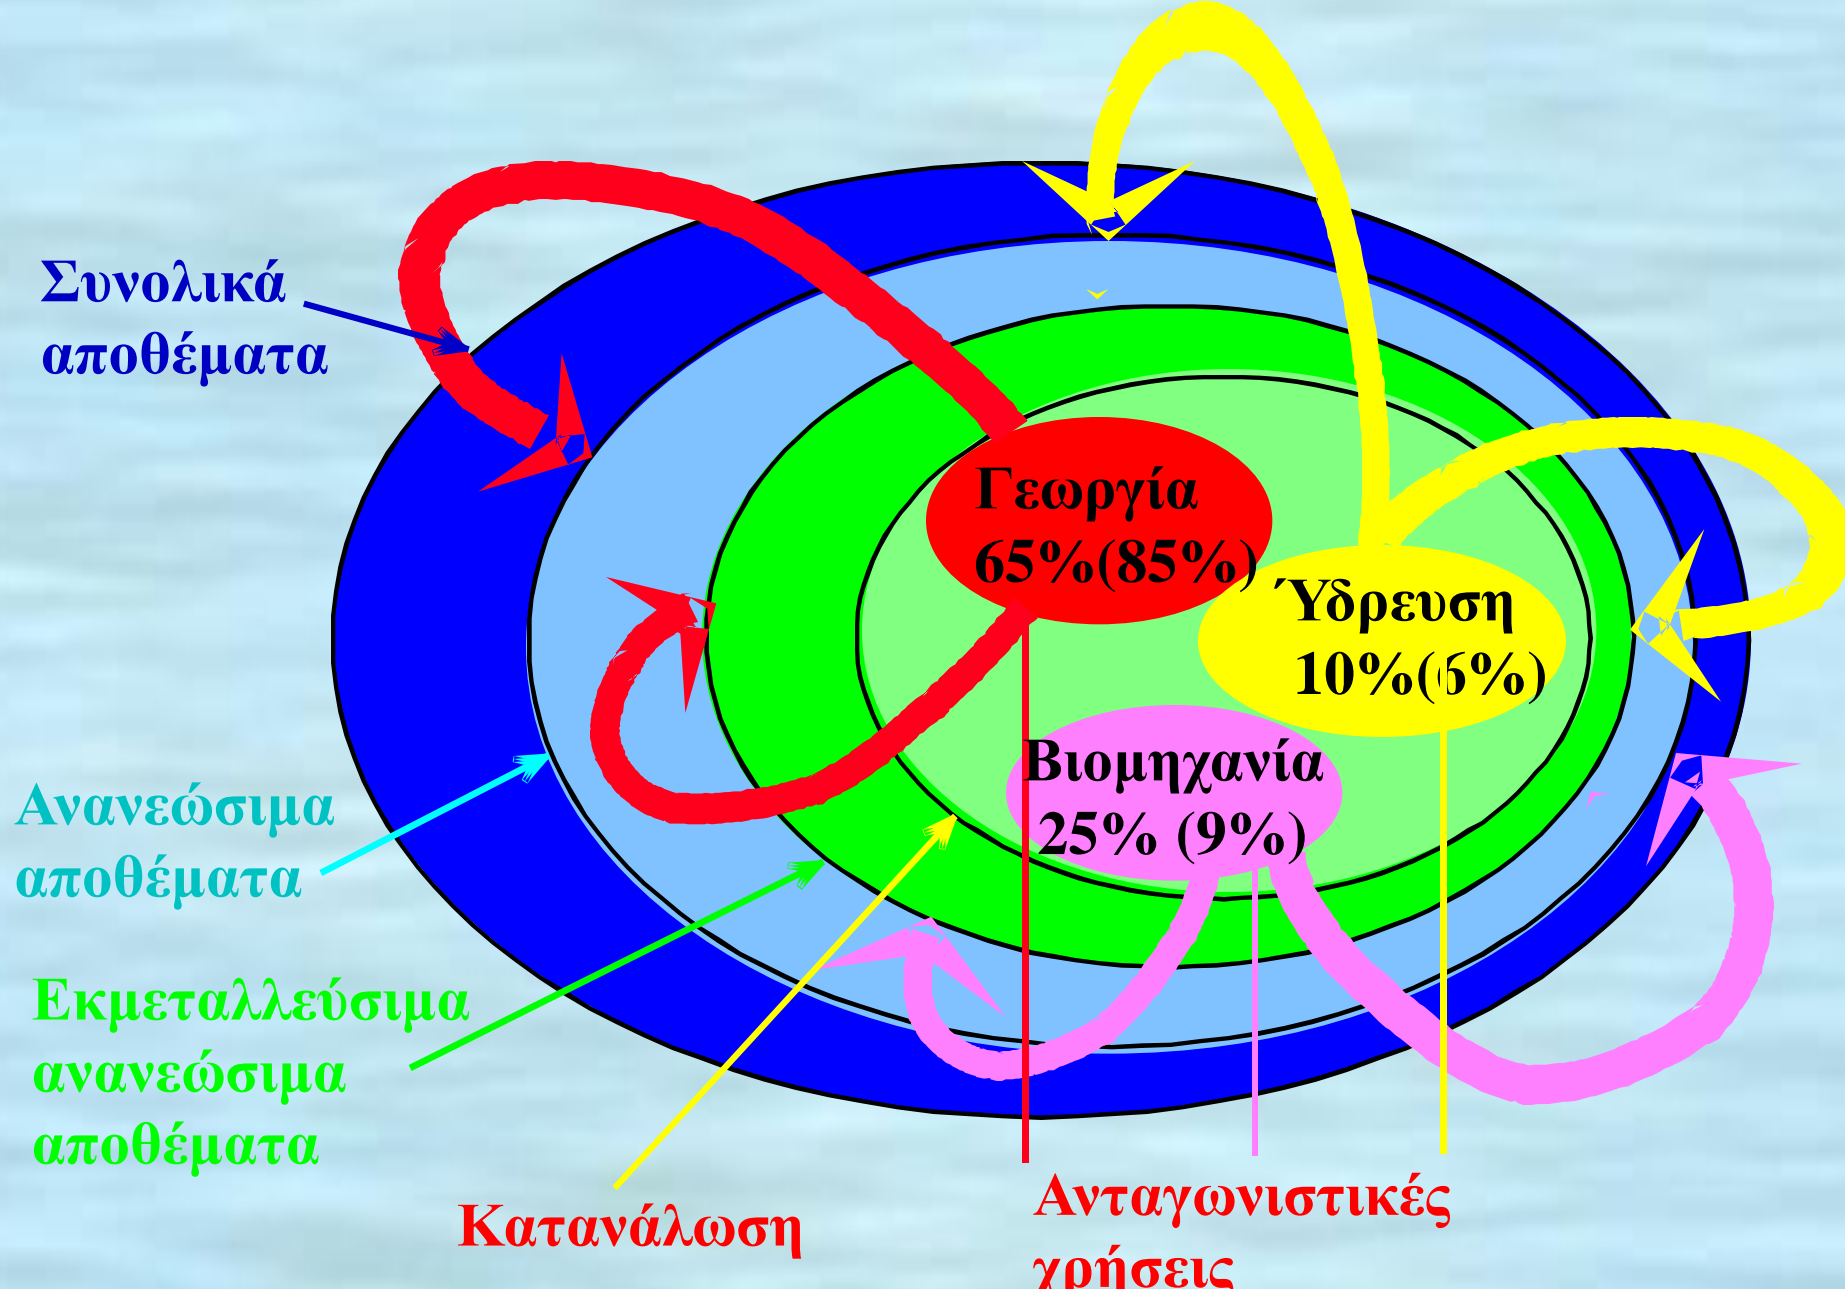 Συνολικά
αποθέματα
Γεωργία
65%(85%)
Ύδρευση
10%(6%)
Βιομηχανία
25% (9%)
Ανανεώσιμα
αποθέματα
Εκμεταλλεύσιμα
ανανεώσιμα
αποθέματα
Κατανάλωση
Ανταγωνιστικές
χρήσεις